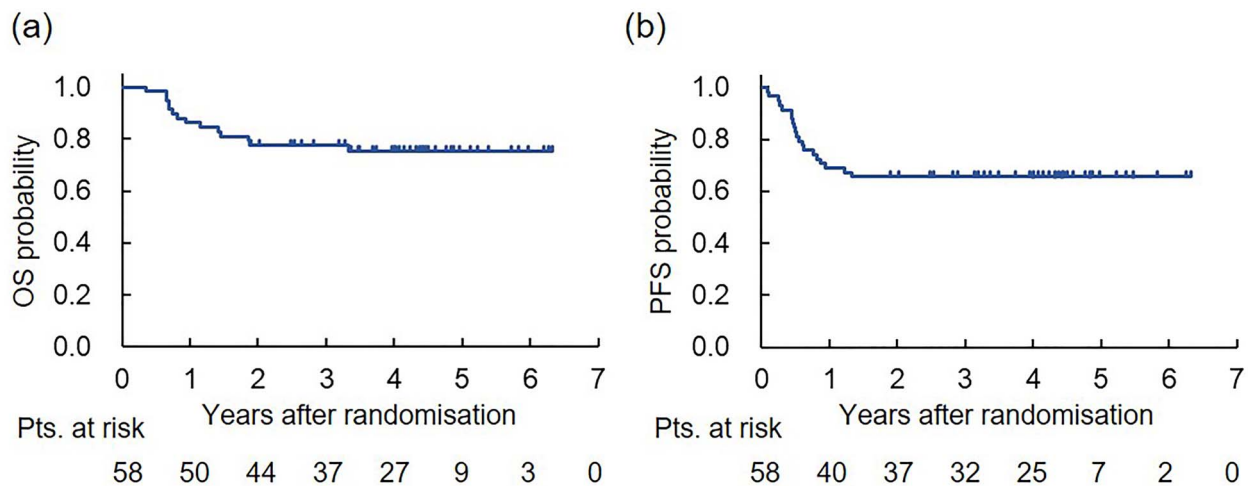 (a)
OS probability
1.0
0.8
0.6
0.4
0.2
0.0
0 1 2 3 4 5 6 7
Years after randomisation
Pts. at risk
58 50 44 37 27 9 3 0
(b)
PFS probability
1.0
0.8
0.6
0.4
0.2
0.0
0 1 2 3 4 5 6 7
Years after randomisation
Pts. at risk
58 40 37 32 25 7 2 0